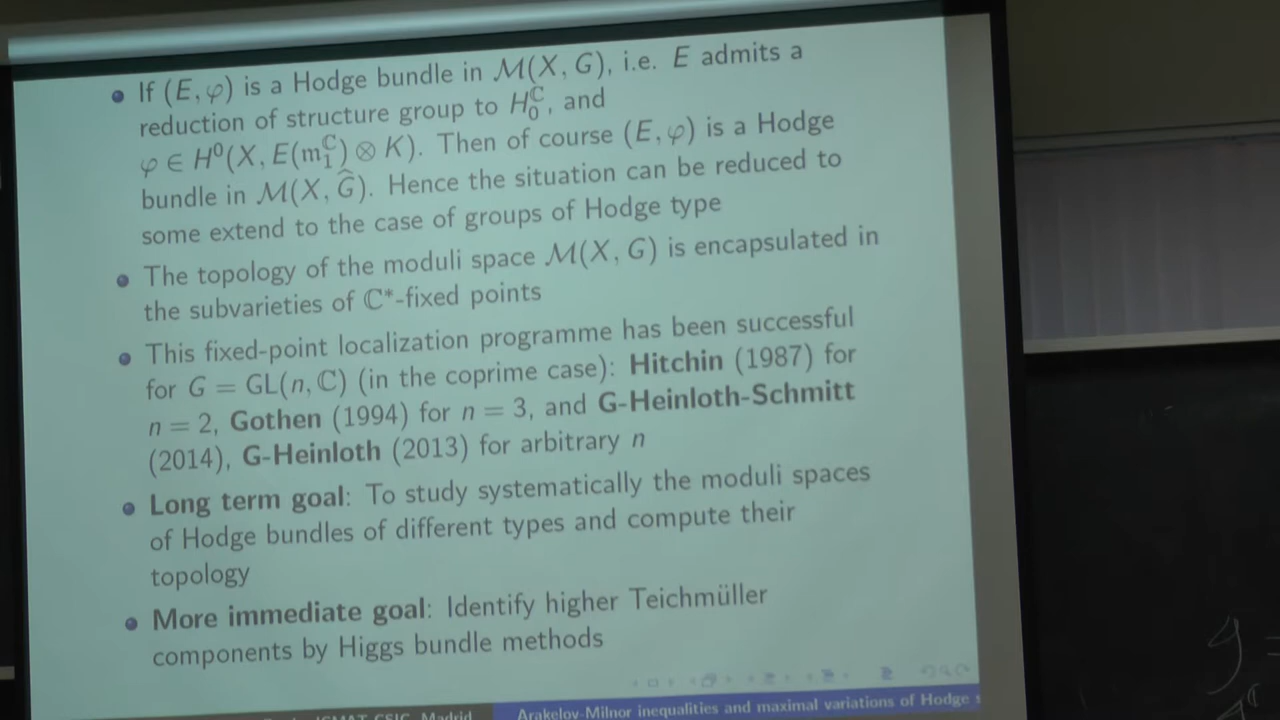 If (E, φ) is a Hodge bundle in ℳ(X, G), i.e. E admits a
reduction of structure group to H₀^ℂ, and
φ ∈ H⁰(X, E(𝔪₁^ℂ) ⊗ K). Then of course (E, φ) is a Hodge
bundle in ℳ(X, Ĝ). Hence the situation can be reduced to
some extend to the case of groups of Hodge type
The topology of the moduli space ℳ(X, G) is encapsulated in
the subvarieties of ℂ*-fixed points
This fixed-point localization programme has been successful
for G = GL(n, ℂ) (in the coprime case): Hitchin (1987) for
n = 2, Gothen (1994) for n = 3, and G-Heinloth-Schmitt
(2014), G-Heinloth (2013) for arbitrary n
Long term goal: To study systematically the moduli spaces
of Hodge bundles of different types and compute their
topology
More immediate goal: Identify higher Teichmüller
components by Higgs bundle methods
ICMAT-CSIC, Madrid
Arakelov-Milnor inequalities and maximal variations of Hodge s